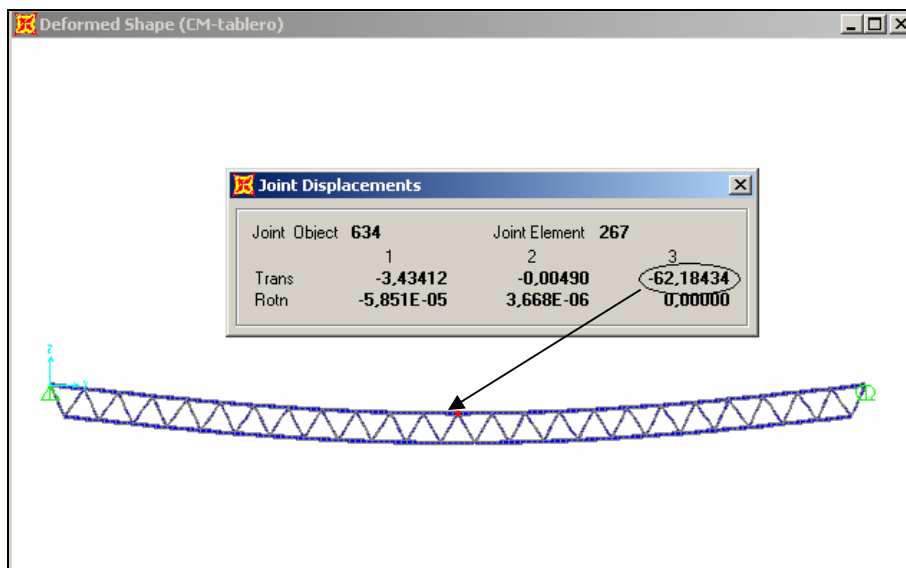 Deformed Shape (CM-tablero)
Joint Displacements
Joint Object 634 Joint Element 267
1 2 3
Trans -3,43412 -0,00490 -62,18434
Rotn -5,851E-05 3,668E-06 0,00000
Z